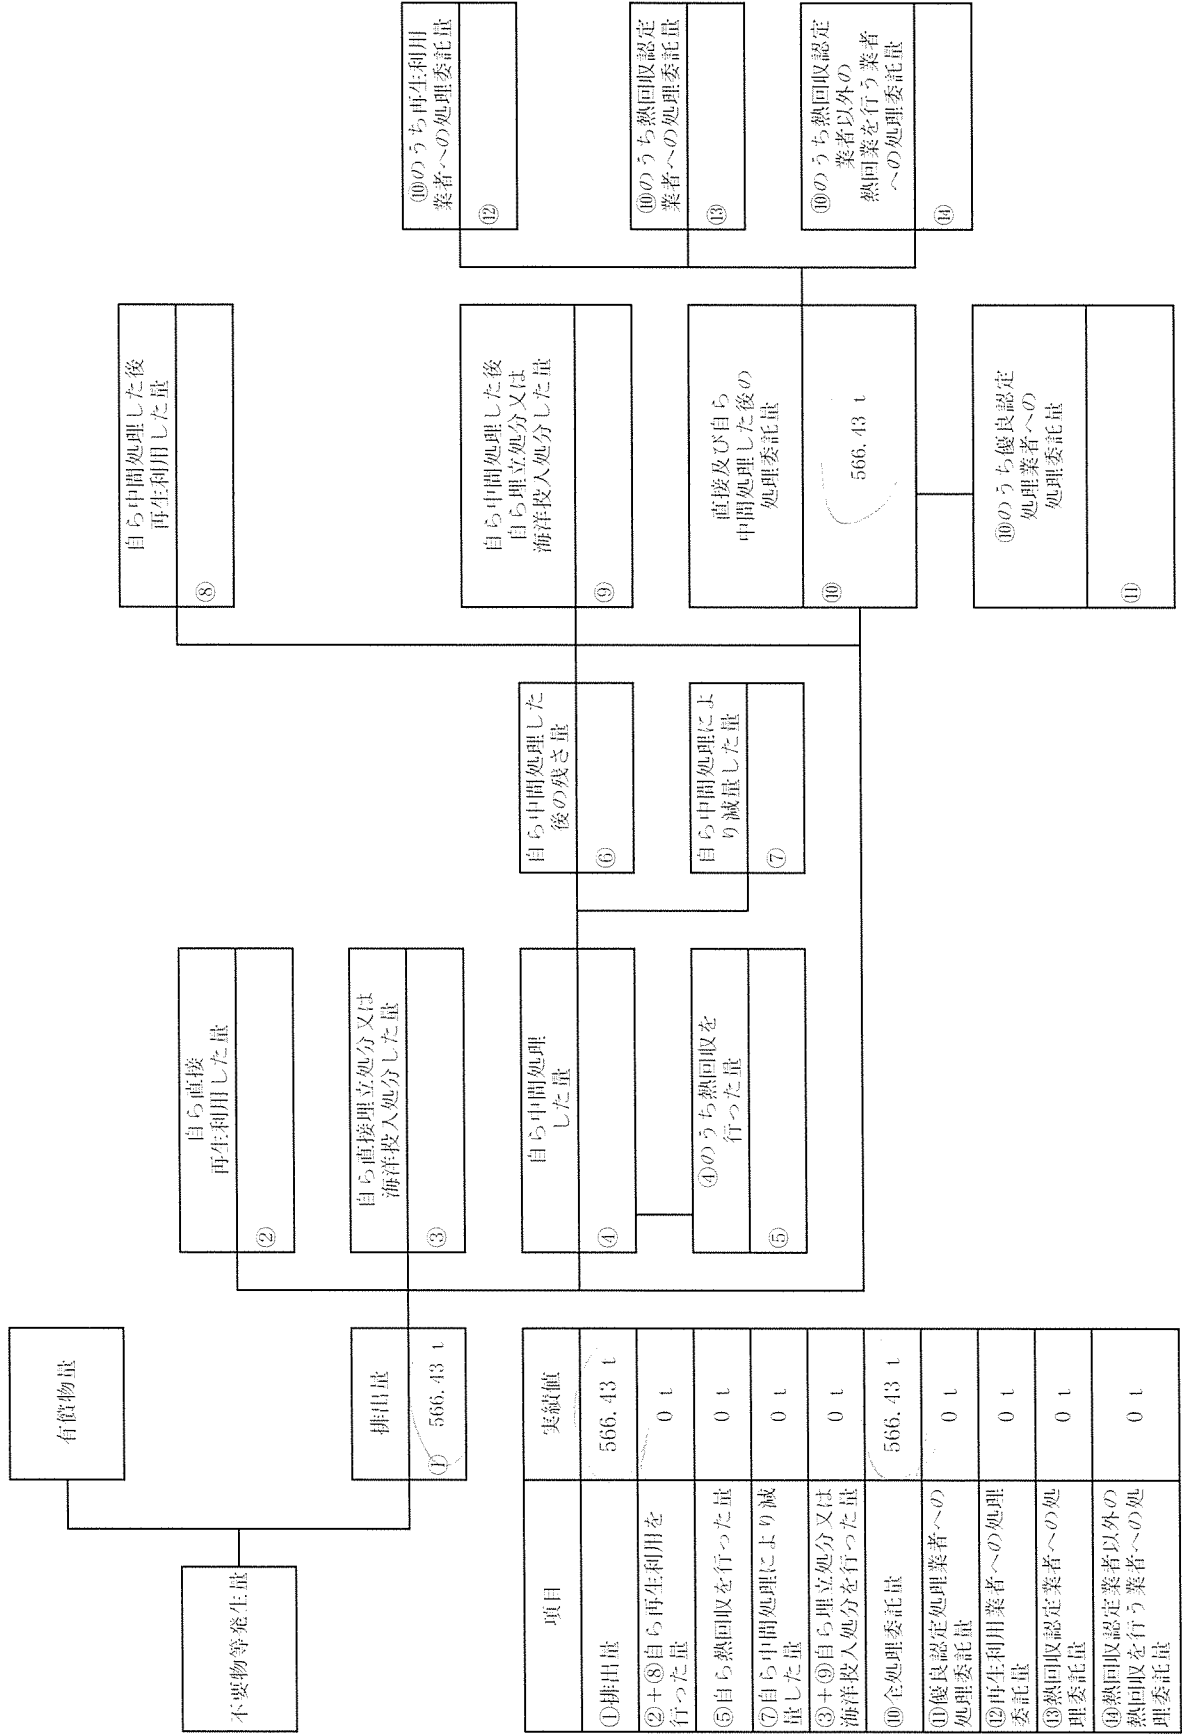 不要物等発生量
有償物量
排出量
① 566.43 t
自ら直接
再生利用した量
②
自ら直接埋立処分又は
海洋投入処分した量
③
自ら中間処理
した量
④
④のうち熱回収を
行った量
⑤
自ら中間処理した
後の残さ量
⑥
自ら中間処理によ
り減量した量
⑦
自ら中間処理した後
再生利用した量
⑧
自ら中間処理した後
自ら埋立処分又は
海洋投入処分した量
⑨
直接及び自ら
中間処理した後の
処理委託量
⑩ 566.43 t
⑩のうち優良認定
処理業者への
処理委託量
⑪
⑩のうち再生利用
業者への処理委託量
⑫
⑩のうち熱回収認定
業者への処理委託量
⑬
⑩のうち熱回収認定
業者以外の
熱回業を行う業者
への処理委託量
⑭
項目 実績値
①排出量 566.43 t
②+⑧自ら再生利用を
行った量 0 t
⑤自ら熱回収を行った量 0 t
⑦自ら中間処理により減
量した量 0 t
③+⑨自ら埋立処分又は
海洋投入処分を行った量 0 t
⑩全処理委託量 566.43 t
⑪優良認定処理業者への
処理委託量 0 t
⑫再生利用業者への処理
委託量 0 t
⑬熱回収認定業者への処
理委託量 0 t
⑭熱回収認定業者以外の
熱回収を行う業者への処
理委託量 0 t